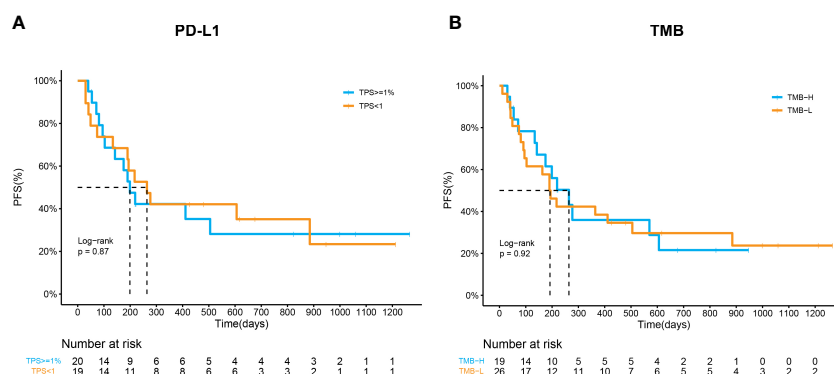 A
PD-L1
100%
80%
60%
40%
20%
0%
PFS(%)
TPS>=1%
TPS<1
Log-rank
p = 0.87
0 100 200 300 400 500 600 700 800 900 1000 1100 1200
Time(days)
Number at risk
TPS>=1% 20 14 9 6 6 5 4 4 4 3 2 1 1
TPS<1 19 14 11 8 8 6 6 3 3 2 1 1 1
B
TMB
100%
80%
60%
40%
20%
0%
PFS(%)
TMB-H
TMB-L
Log-rank
p = 0.92
0 100 200 300 400 500 600 700 800 900 1000 1100 1200
Time(days)
Number at risk
TMB-H 19 14 10 5 5 5 4 2 2 1 0 0 0
TMB-L 26 17 12 11 10 7 6 5 5 4 3 2 2